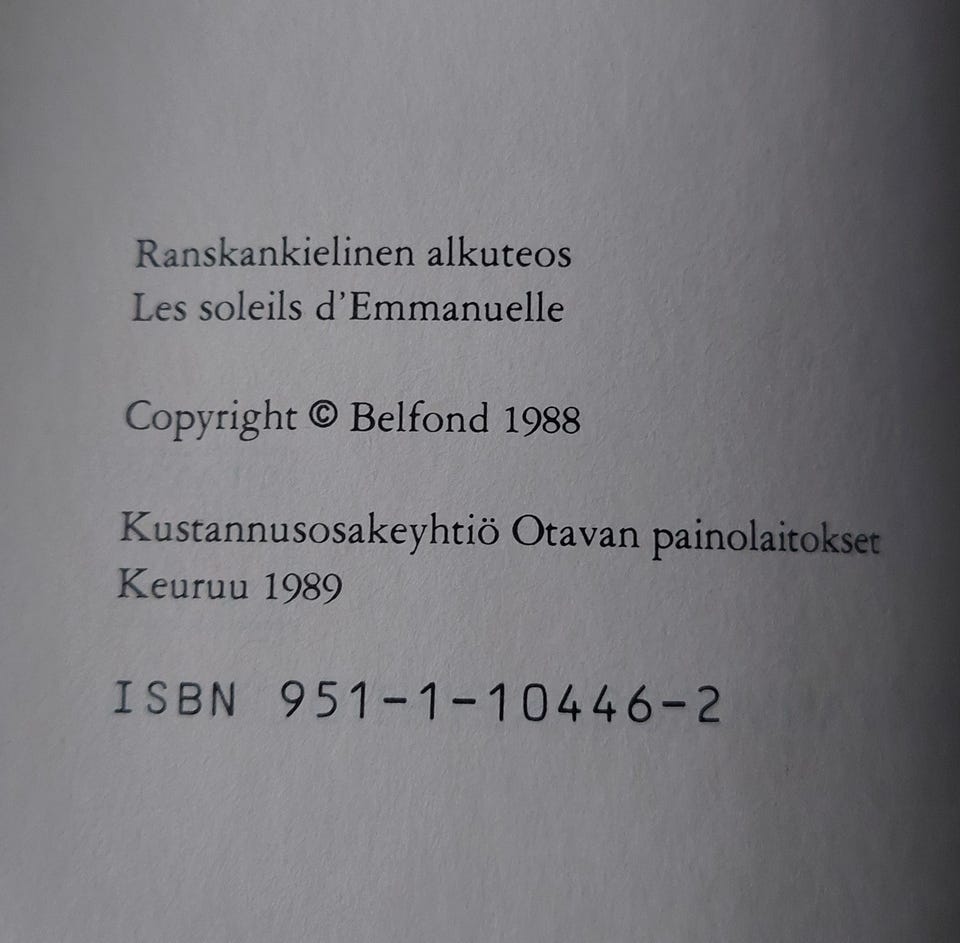 Ranskankielinen alkuteos
Les soleils d'Emmanuelle
Copyright © Belfond 1988
Kustannusosakeyhtiö Otavan painolaitokset
Keuruu 1989
ISBN 951-1-10446-2